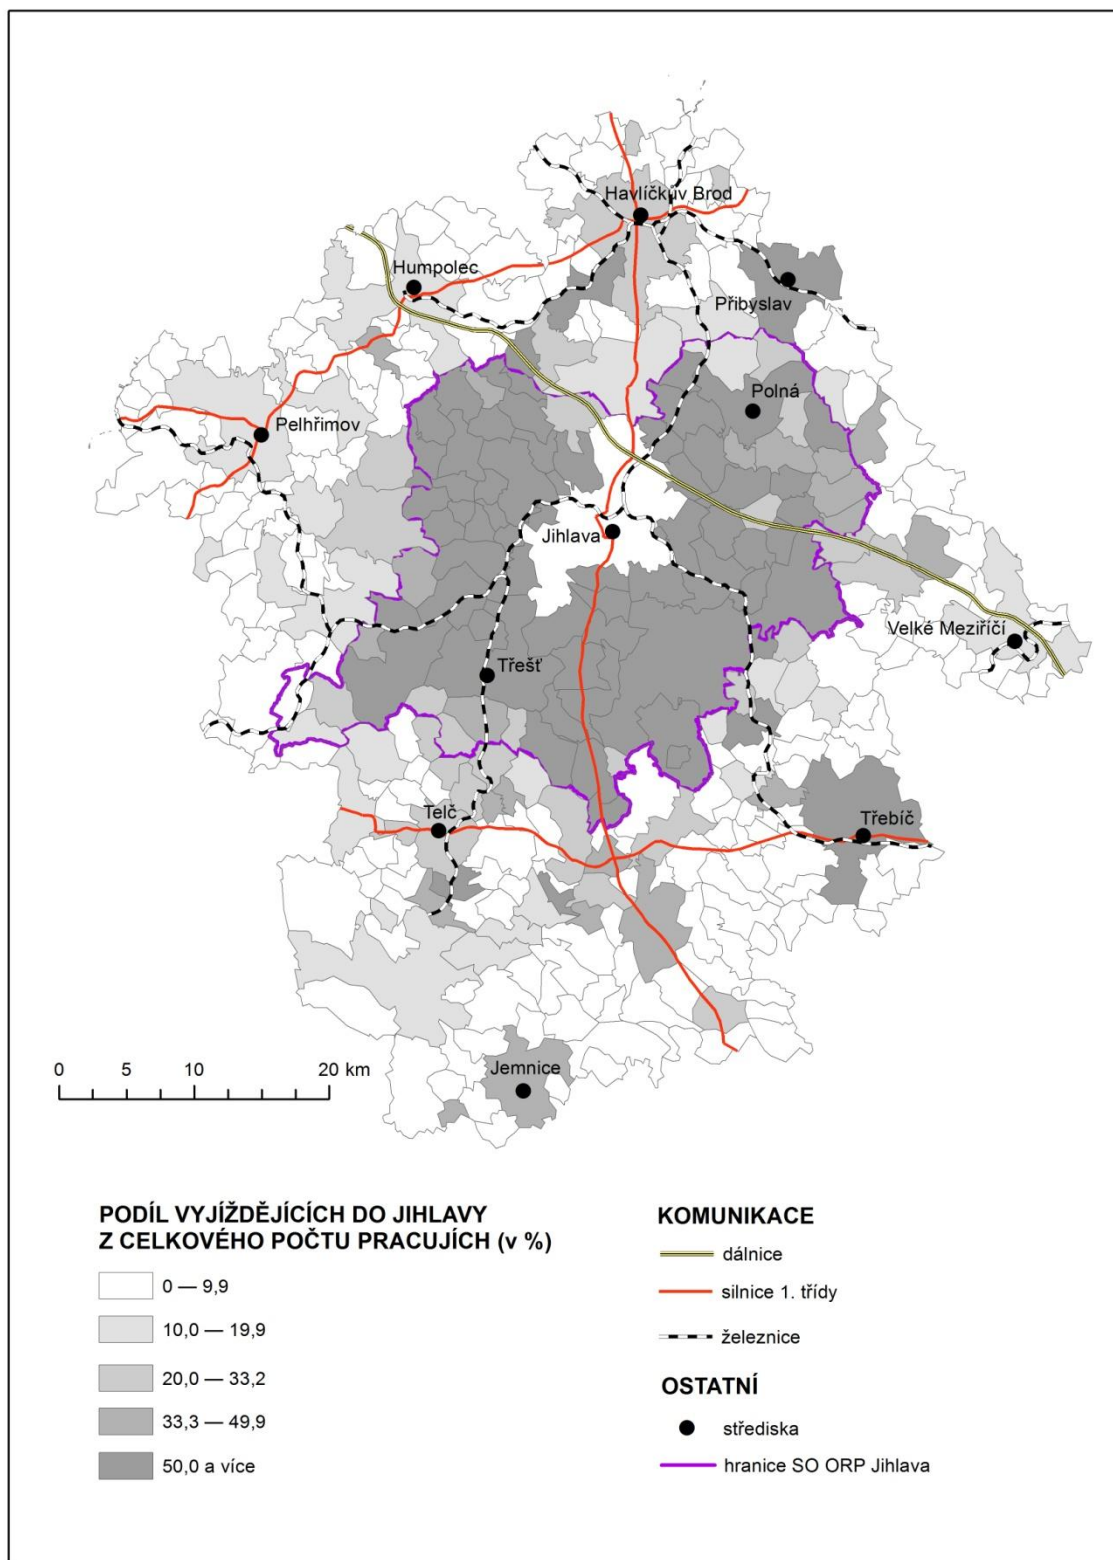 Havlíčkův Brod
Humpolec
Přibyslav
Polná
Pelhřimov
Jihlava
Velké Meziříčí
Třešť
Telč
Třebíč
Jemnice
0 5 10 20 km
PODÍL VYJÍŽDĚJÍCÍCH DO JIHLAVY
Z CELKOVÉHO POČTU PRACUJÍCH (v %)
0 — 9,9
10,0 — 19,9
20,0 — 33,2
33,3 — 49,9
50,0 a více
KOMUNIKACE
dálnice
silnice 1. třídy
železnice
OSTATNÍ
střediska
hranice SO ORP Jihlava